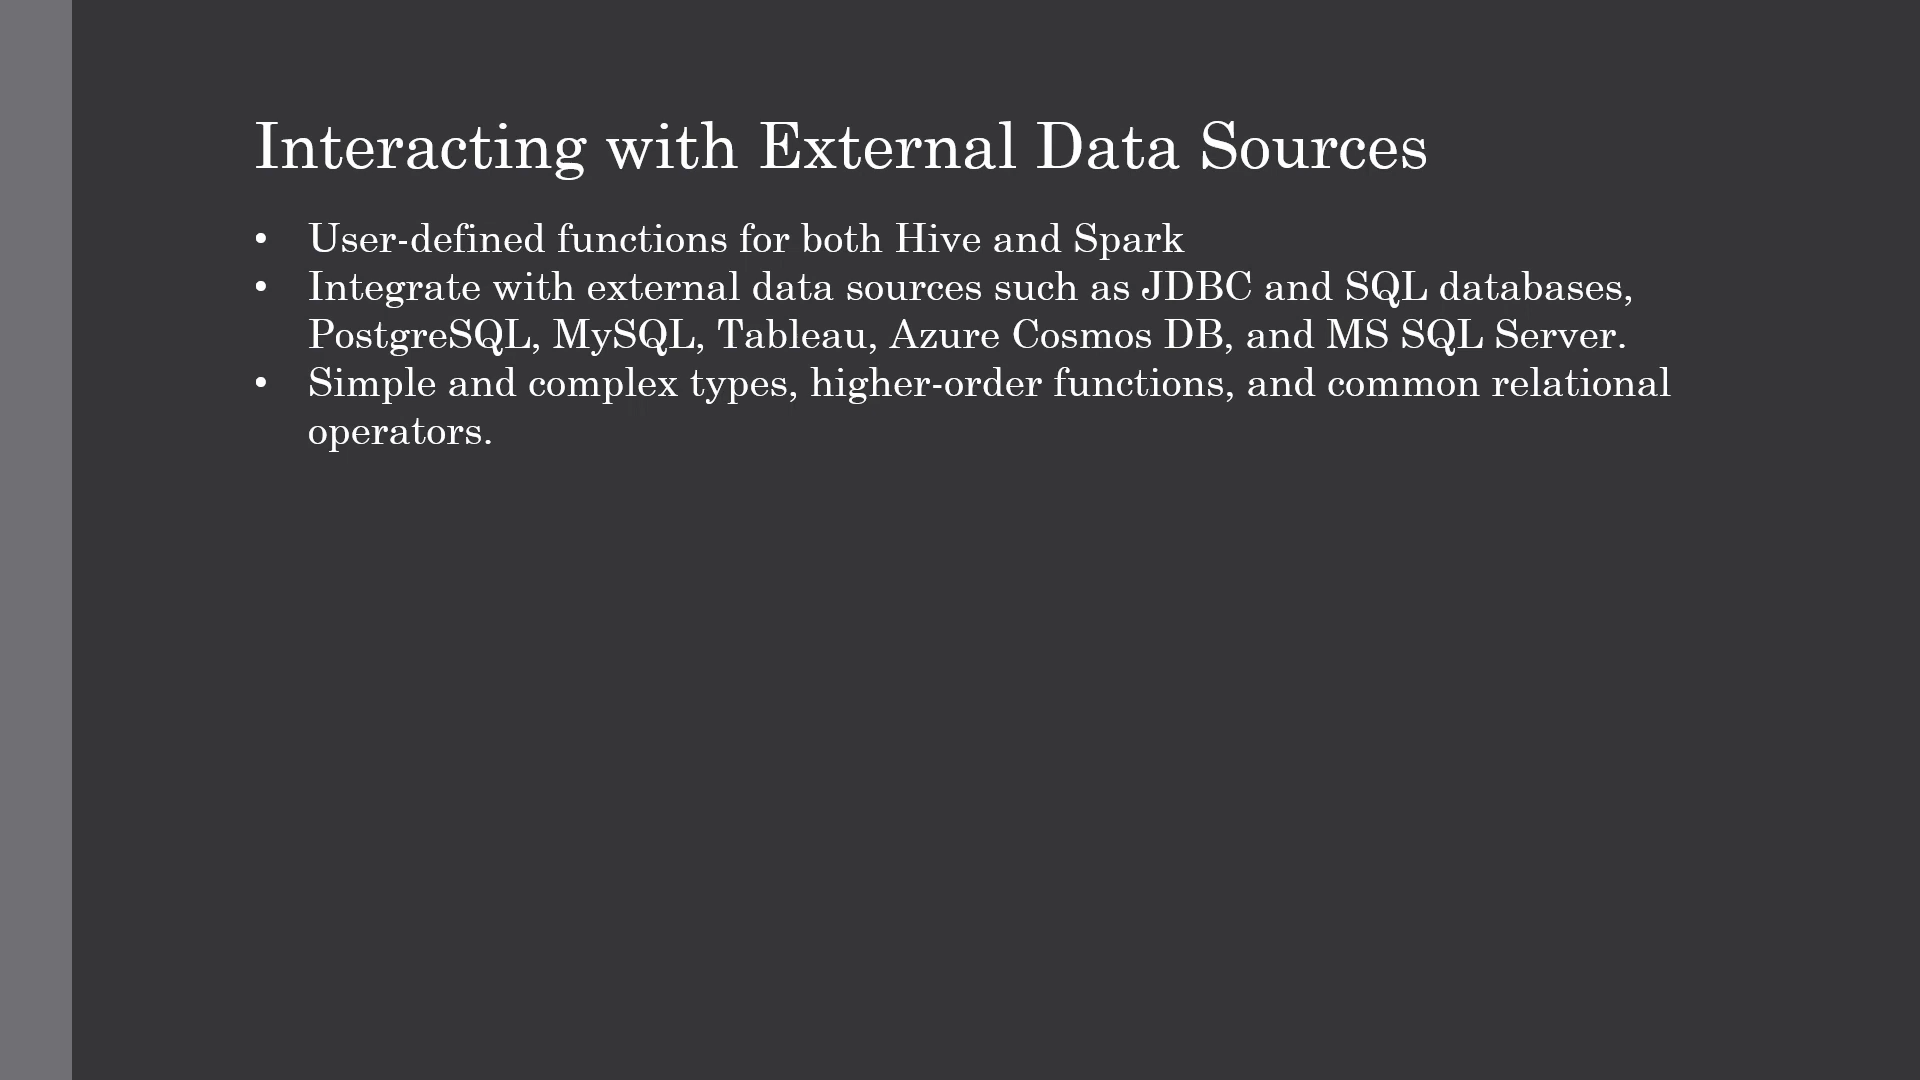 Interacting with External Data Sources
• User-defined functions for both Hive and Spark
• Integrate with external data sources such as JDBC and SQL databases,
PostgreSQL, MySQL, Tableau, Azure Cosmos DB, and MS SQL Server.
• Simple and complex types, higher-order functions, and common relational
operators.